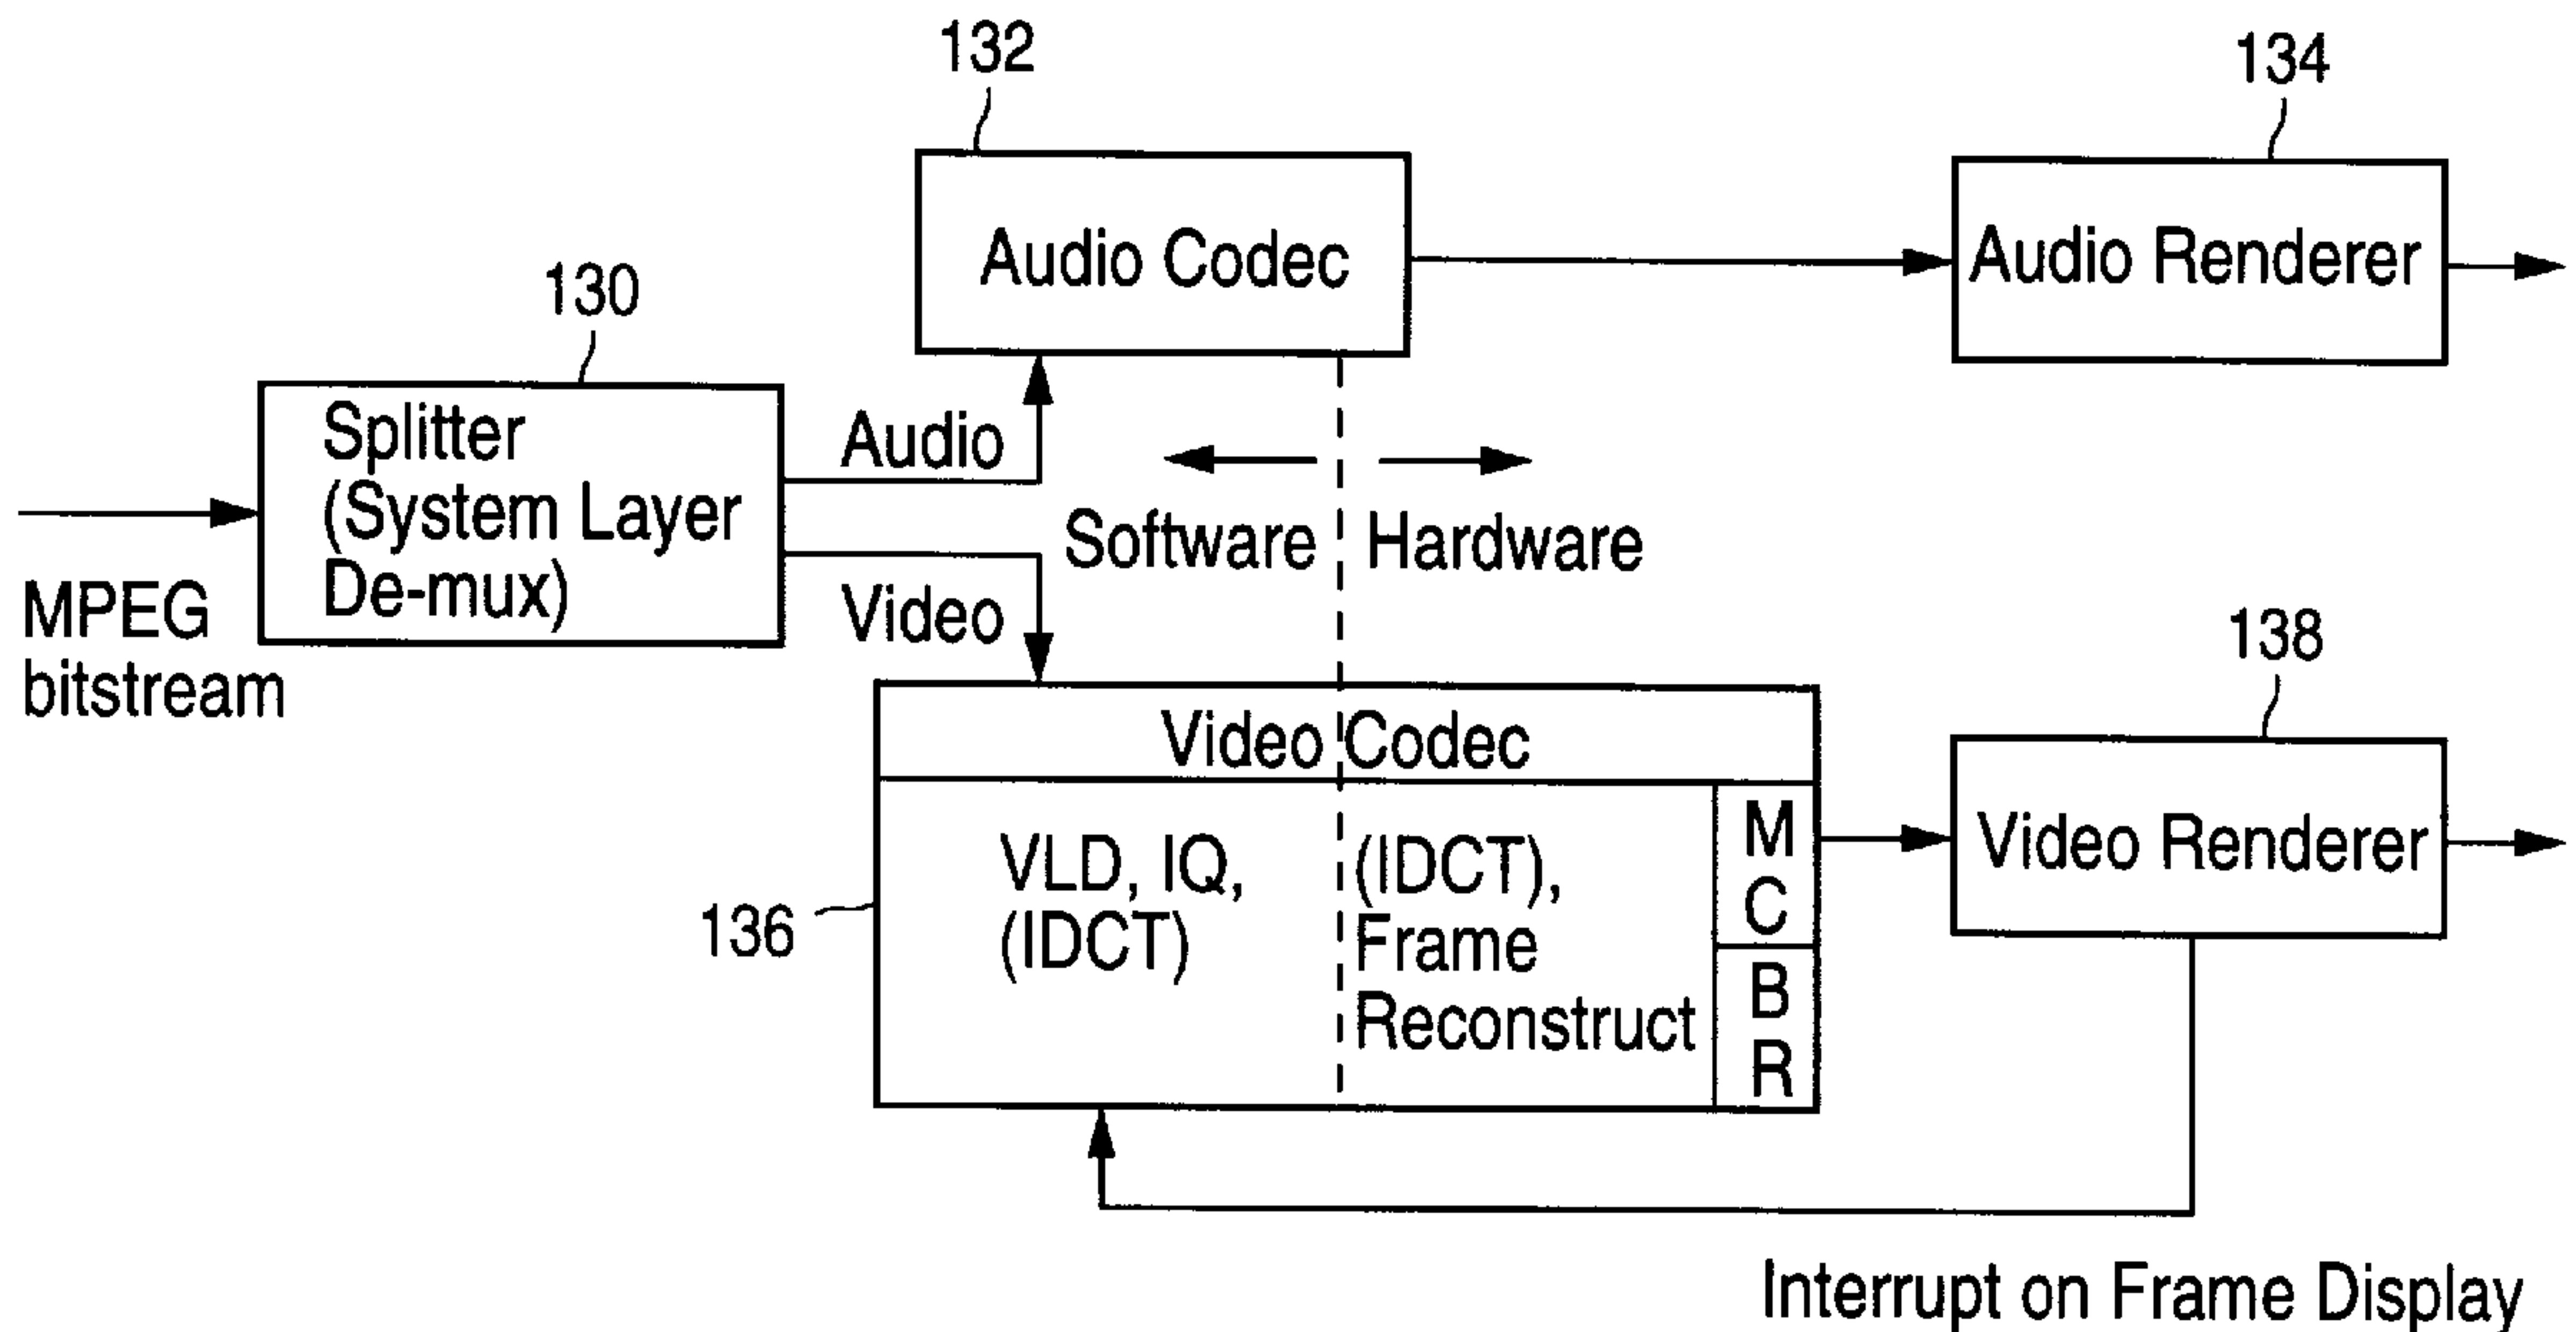 132
134
Audio Codec
Audio Renderer
130
Splitter
(System Layer
De-mux)
Audio
Video
Software
Hardware
MPEG
bitstream
138
Video Codec
VLD, IQ,
(IDCT)
(IDCT),
Frame
Reconstruct
M
C
B
R
Video Renderer
136
Interrupt on Frame Display